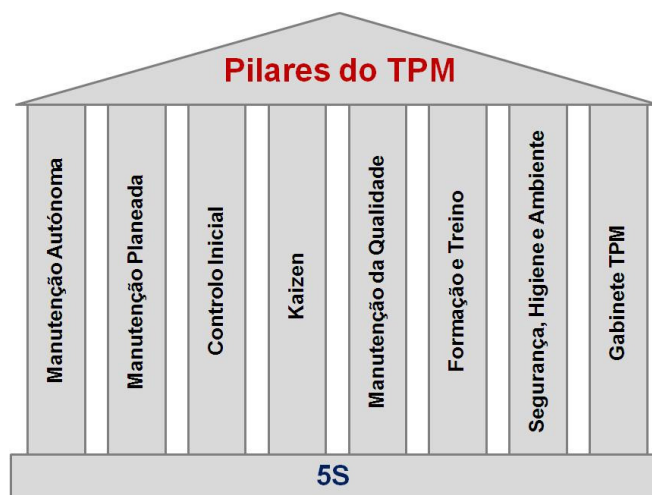 Pilares do TPM
Manutenção Autónoma
Manutenção Planeada
Controlo Inicial
Kaizen
Manutenção da Qualidade
Formação e Treino
Segurança, Higiene e Ambiente
Gabinete TPM
5S